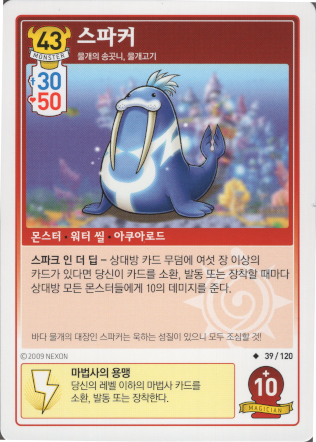 43
MONSTER
스파커
물개의 송곳니, 물개고기
30
50
몬스터 · 워터 씰 · 아쿠아로드
스파크 인 더 딥 – 상대방 카드 무덤에 여섯 장 이상의
카드가 있다면 당신이 카드를 소환, 발동 또는 장착할 때마다
상대방 모든 몬스터들에게 10의 데미지를 준다.
바다 물개의 대장인 스파커는 욱하는 성질이 있으니 모두 조심할 것!
©2009 NEXON
◆ 39/120
마법사의 용맹
당신의 레벨 이하의 마법사 카드를
소환, 발동 또는 장착한다.
+
10
MAGICIAN